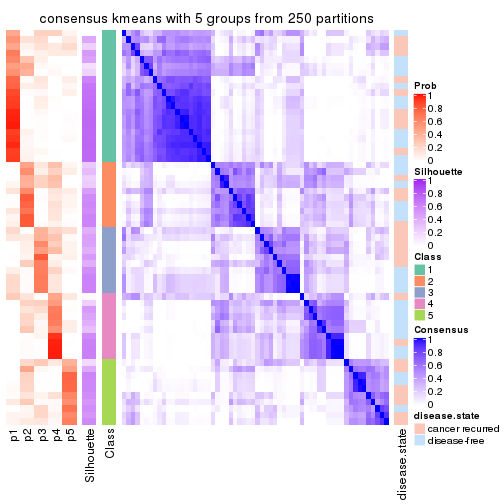 consensus kmeans with 5 groups from 250 partitions
p1
p2
p3
p4
p5
Silhouette
Class
disease.state
Prob
1
0.8
0.6
0.4
0.2
0
Silhouette
1
0.8
0.6
0.4
0.2
0
Class
1
2
3
4
5
Consensus
1
0.8
0.6
0.4
0.2
0
disease.state
cancer recurred
disease-free